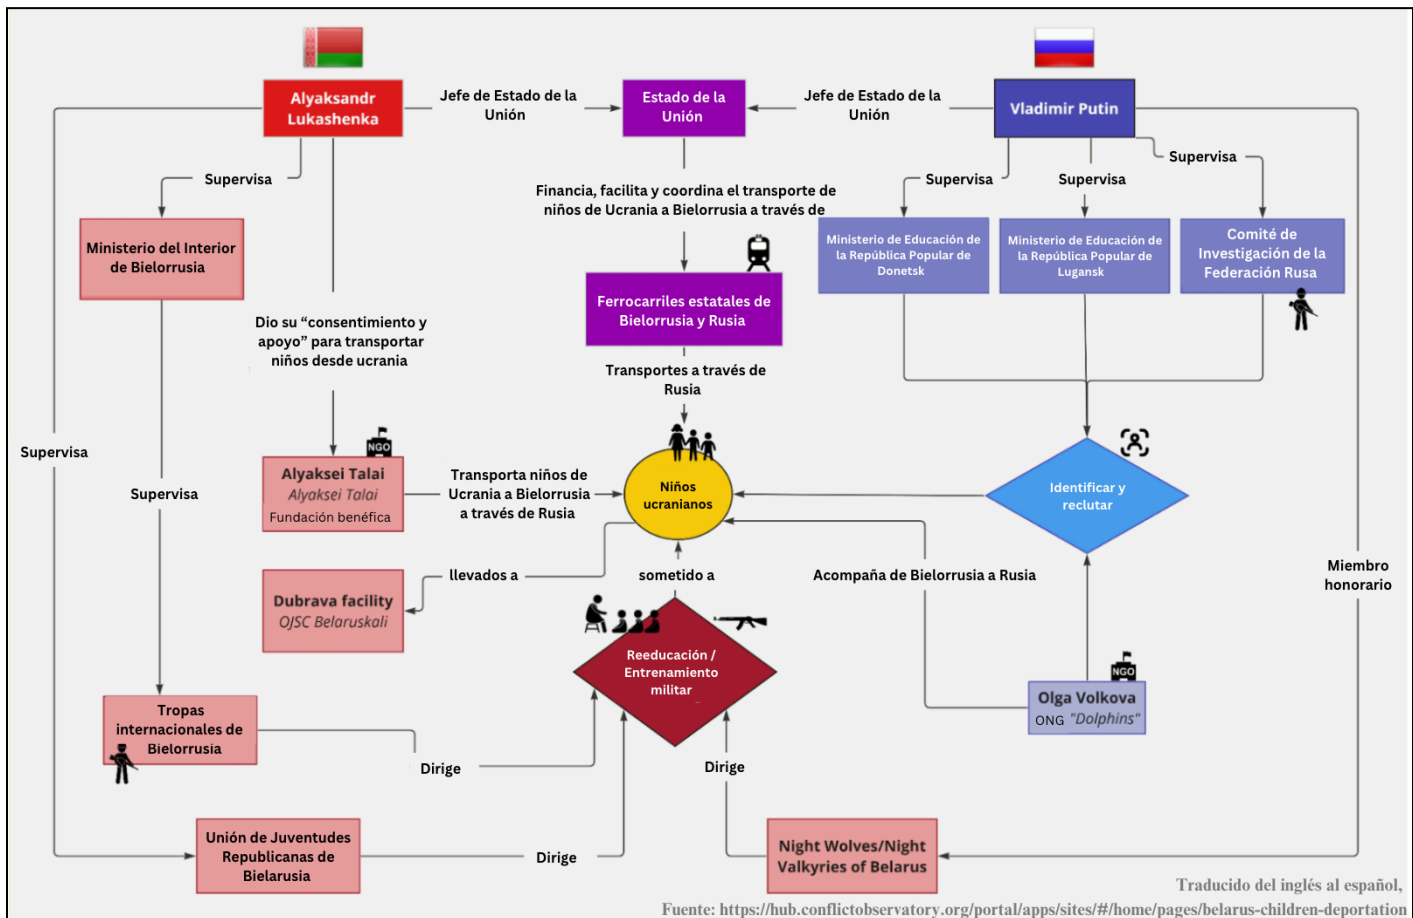 Alyaksandr
Lukashenka
Jefe de Estado de la
Unión
Estado de la
Unión
Jefe de Estado de la
Unión
Vladimir Putin
Supervisa
Supervisa
Supervisa
Supervisa
Financia, facilita y coordina el transporte de
niños de Ucrania a Bielorrusia a través de
Ministerio del Interior
de Bielorrusia
Ministerio de Educación de
la República Popular de
Donetsk
Ministerio de Educación de
la República Popular de
Lugansk
Comité de
Investigación de la
Federación Rusa
Ferrocarriles estatales de
Bielorrusia y Rusia
Dio su “consentimiento y
apoyo” para transportar
niños desde ucrania
Transportes a través de
Rusia
Supervisa
NGO
Alyaksei Talai
Alyaksei Talai
Fundación benéfica
Transporta niños de
Ucrania a Bielorrusia
a través de Rusia
Niños
ucranianos
Identificar y
reclutar
Supervisa
llevados a
sometido a
Acompaña de Bielorrusia a Rusia
Miembro
honorario
Dubrava facility
OJSC Belaruskali
Reeducación /
Entrenamiento
militar
NGO
Olga Volkova
ONG "Dolphins"
Tropas
internacionales de
Bielorrusia
Dirige
Dirige
Unión de Juventudes
Republicanas de
Bielarusia
Dirige
Night Wolves/Night
Valkyries of Belarus
Traducido del inglés al español,
Fuente: https://hub.conflictobservatory.org/portal/apps/sites/#/home/pages/belarus-children-deportation